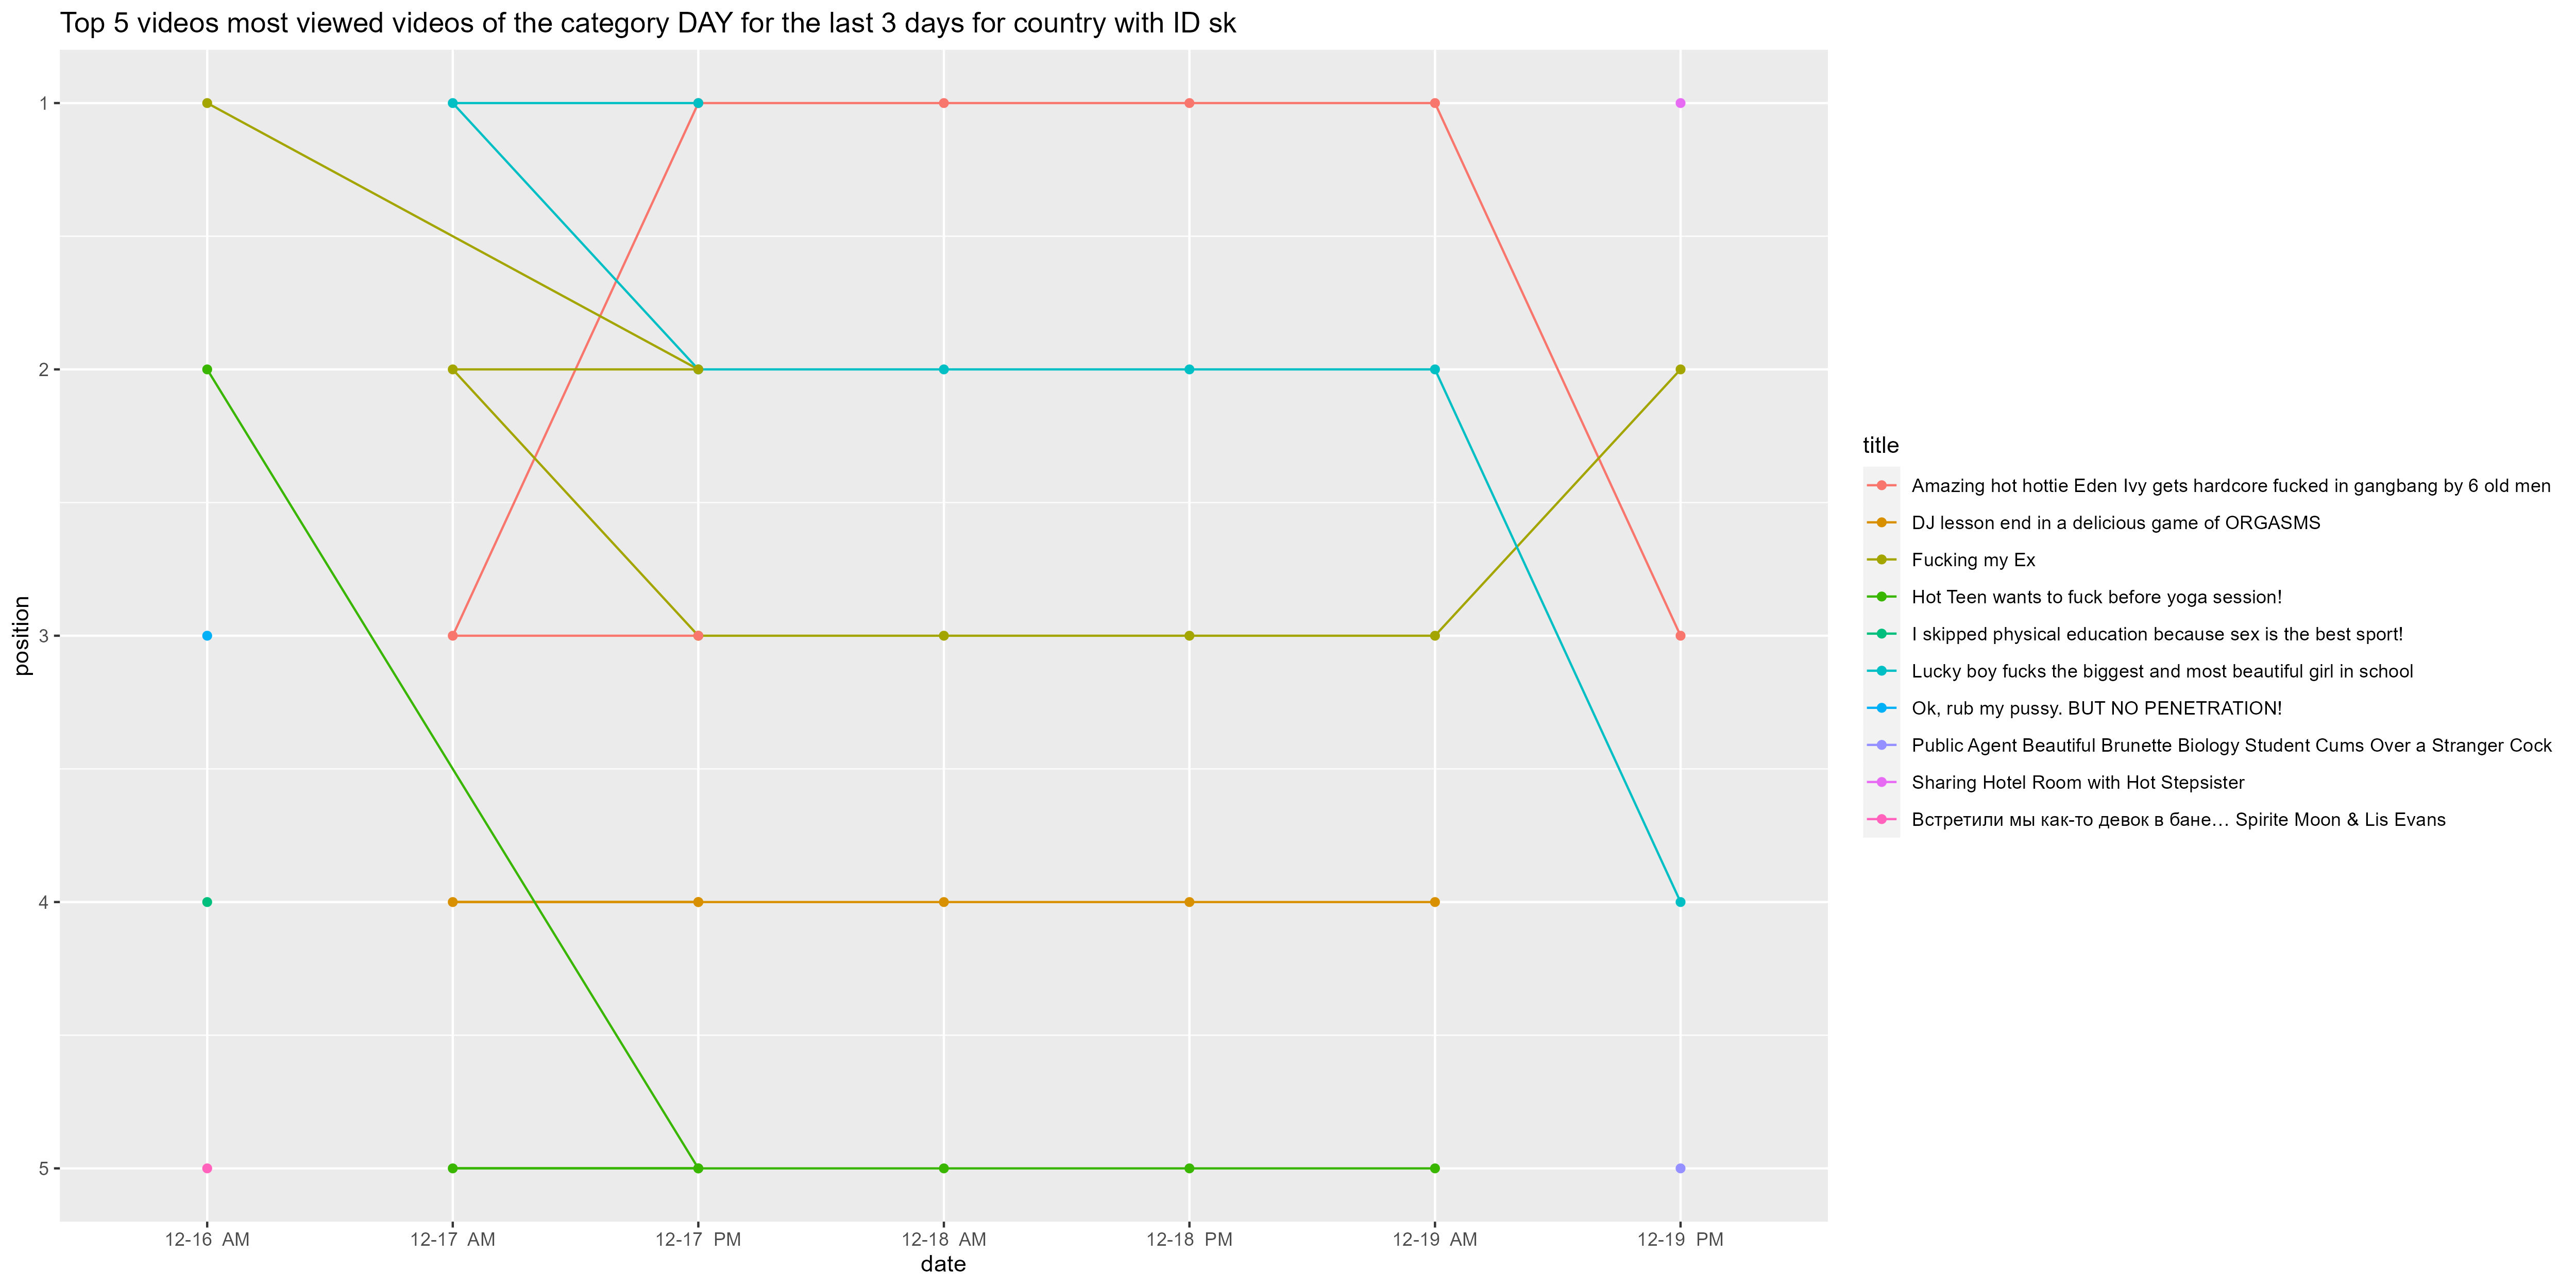 Top 5 videos most viewed videos of the category DAY for the last 3 days for country with ID sk
1
2
3
4
5
position
12-16 AM
12-17 AM
12-17 PM
12-18 AM
12-18 PM
12-19 AM
12-19 PM
date
title
Amazing hot hottie Eden Ivy gets hardcore fucked in gangbang by 6 old men
DJ lesson end in a delicious game of ORGASMS
Fucking my Ex
Hot Teen wants to fuck before yoga session!
I skipped physical education because sex is the best sport!
Lucky boy fucks the biggest and most beautiful girl in school
Ok, rub my pussy. BUT NO PENETRATION!
Public Agent Beautiful Brunette Biology Student Cums Over a Stranger Cock
Sharing Hotel Room with Hot Stepsister
Встретили мы как-то девок в бане… Spirite Moon & Lis Evans